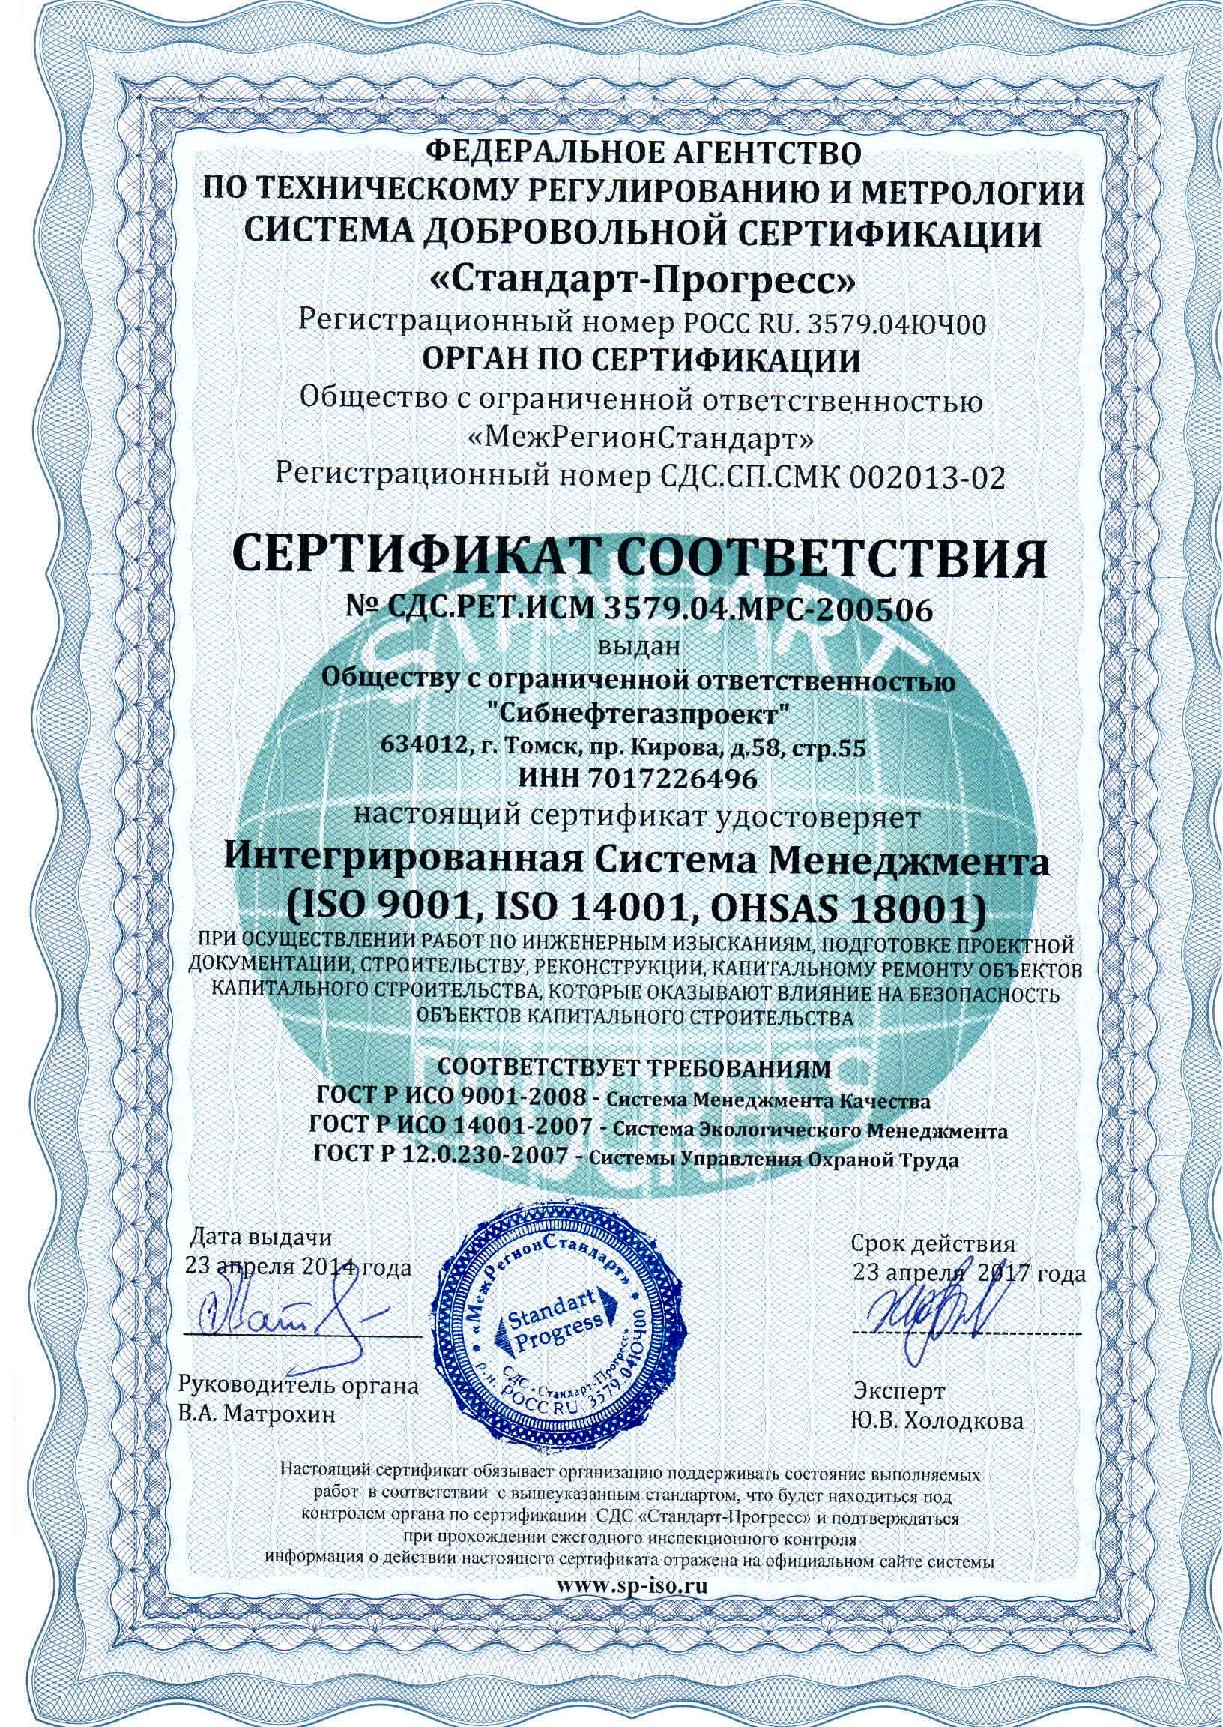 ФЕДЕРАЛЬНОЕ АГЕНТСТВО
ПО ТЕХНИЧЕСКОМУ РЕГУЛИРОВАНИЮ И МЕТРОЛОГИИ
СИСТЕМА ДОБРОВОЛЬНОЙ СЕРТИФИКАЦИИ
«Стандарт-Прогресс»
Регистрационный номер РОСС RU. 3579.04ЮЧ00
ОРГАН ПО СЕРТИФИКАЦИИ
Общество с ограниченной ответственностью
«МежРегионСтандарт»
Регистрационный номер СДС.СП.СМК 002013-02
СЕРТИФИКАТ СООТВЕТСТВИЯ
№ СДС.РЕТ.ИСМ 3579.04.МРС-200506
STANDART
выдан
Обществу с ограниченной ответственностью
"Сибнефтегазпроект"
634012, г. Томск, пр. Кирова, д.58, стр.55
ИНН 7017226496
настоящий сертификат удостоверяет
Интегрированная Система Менеджмента
(ISO 9001, ISO 14001, OHSAS 18001)
ПРИ ОСУЩЕСТВЛЕНИИ РАБОТ ПО ИНЖЕНЕРНЫМ ИЗЫСКАНИЯМ, ПОДГОТОВКЕ ПРОЕКТНОЙ
ДОКУМЕНТАЦИИ, СТРОИТЕЛЬСТВУ, РЕКОНСТРУКЦИИ, КАПИТАЛЬНОМУ РЕМОНТУ ОБЪЕКТОВ
КАПИТАЛЬНОГО СТРОИТЕЛЬСТВА, КОТОРЫЕ ОКАЗЫВАЮТ ВЛИЯНИЕ НА БЕЗОПАСНОСТЬ
ОБЪЕКТОВ КАПИТАЛЬНОГО СТРОИТЕЛЬСТВА
СООТВЕТСТВУЕТ ТРЕБОВАНИЯМ
ГОСТ Р ИСО 9001-2008 - Система Менеджмента Качества
ГОСТ Р ИСО 14001-2007 - Система Экологического Менеджмента
ГОСТ Р 12.0.230-2007 - Системы Управления Охраной Труда
Дата выдачи
23 апреля 2014 года
Срок действия
23 апреля 2017 года
«МежРегионСтандарт»
Standart
Progress
СДС «Стандарт-Прогресс»
р.н. РОСС RU 3579.04ЮЧ00
Руководитель органа
В.А. Матрохин
Эксперт
Ю.В. Холодкова
Настоящий сертификат обязывает организацию поддерживать состояние выполняемых
работ в соответствии с вышеуказанным стандартом, что будет находиться под
контролем органа по сертификации СДС «Стандарт-Прогресс» и подтверждаться
при прохождении ежегодного инспекционного контроля
информация о действии настоящего сертификата отражена на официальном сайте системы
www.sp-iso.ru